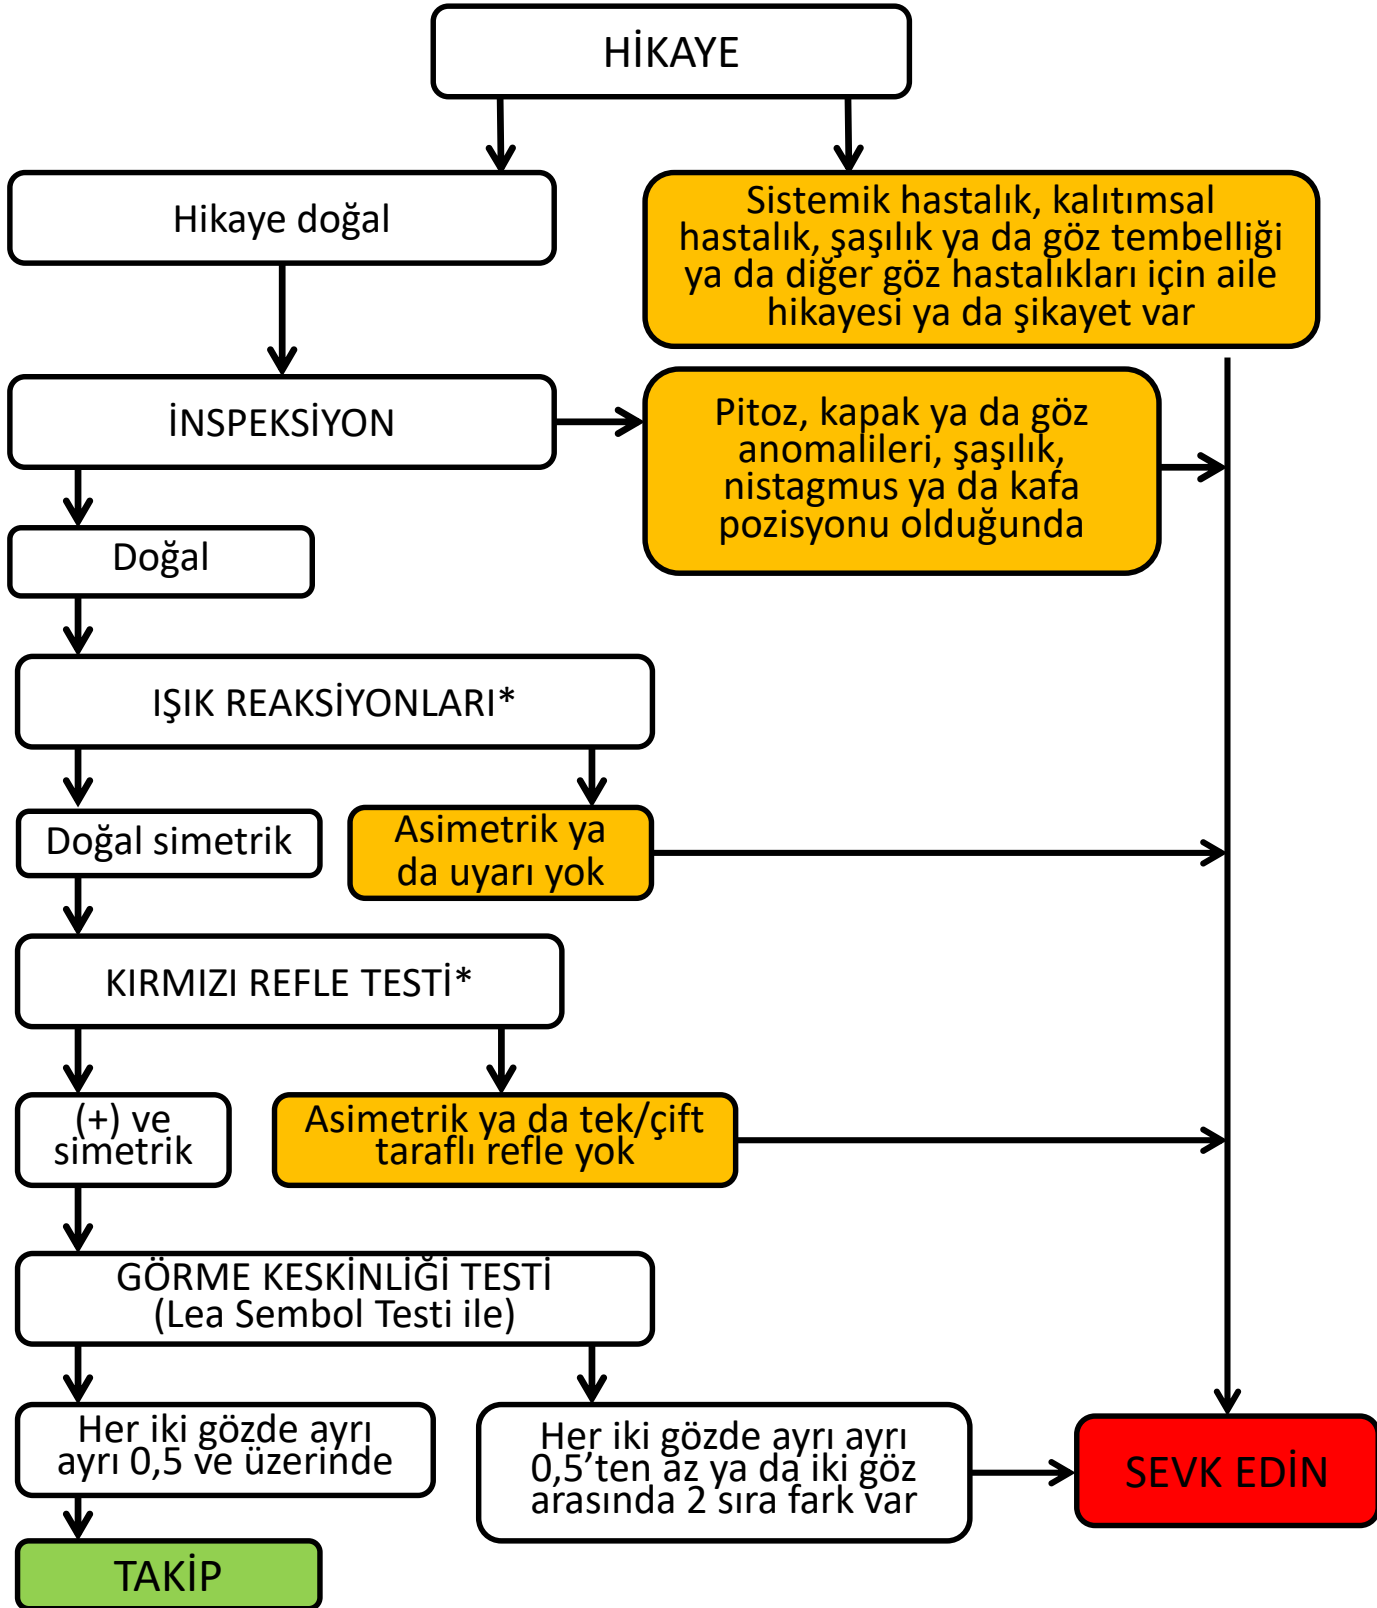 HİKAYE
Hikaye doğal
Sistemik hastalık, kalıtımsal
hastalık, şaşılık ya da göz tembelliği
ya da diğer göz hastalıkları için aile
hikayesi ya da şikayet var
İNSPEKSİYON
Pitoz, kapak ya da göz
anomalileri, şaşılık,
nistagmus ya da kafa
pozisyonu olduğunda
Doğal
IŞIK REAKSİYONLARI*
Doğal simetrik
Asimetrik ya
da uyarı yok
KIRMIZI REFLE TESTİ*
(+) ve
simetrik
Asimetrik ya da tek/çift
taraflı refle yok
GÖRME KESKİNLİĞİ TESTİ
(Lea Sembol Testi ile)
Her iki gözde ayrı
ayrı 0,5 ve üzerinde
Her iki gözde ayrı ayrı
0,5’ten az ya da iki göz
arasında 2 sıra fark var
SEVK EDİN
TAKİP